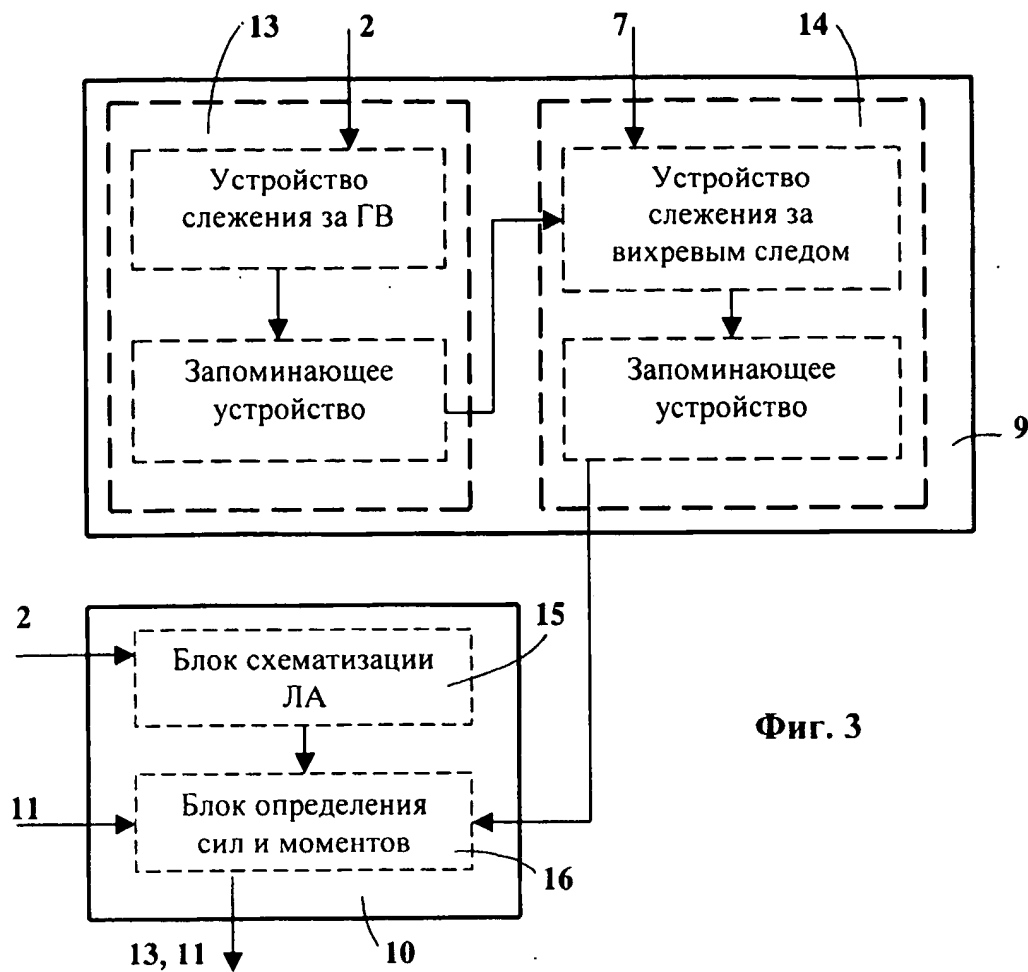 13
2
7
14
Устройство
слежения за ГВ
Устройство
слежения за
вихревым следом
Запоминающее
устройство
Запоминающее
устройство
9
2
15
Блок схематизации
ЛА
Фиг. 3
11
Блок определения
сил и моментов
16
10
13, 11